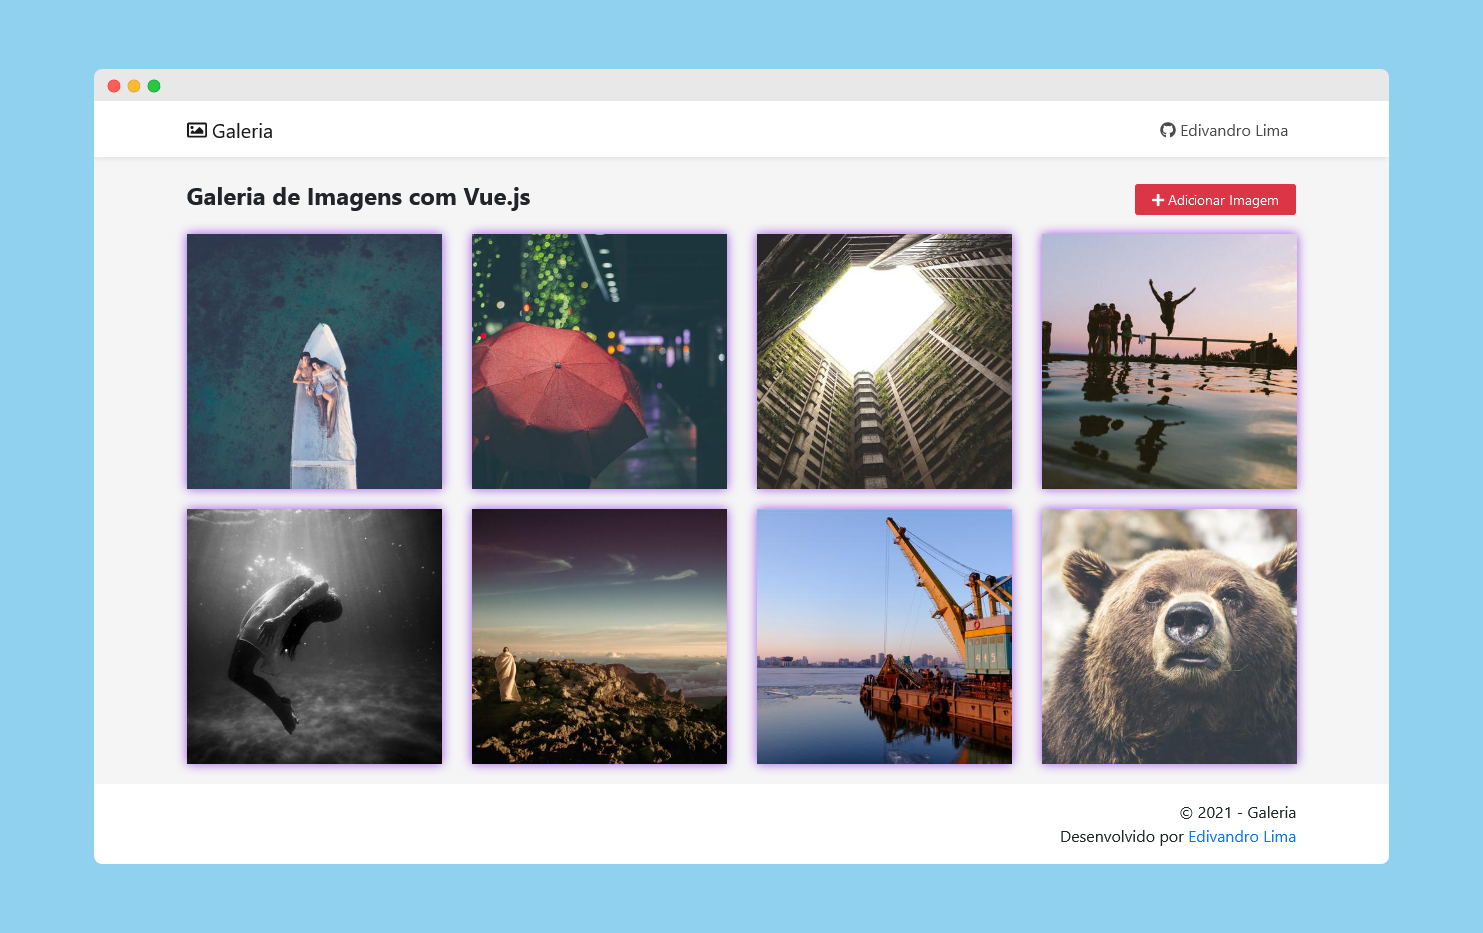 Galeria
Edivandro Lima
Galeria de Imagens com Vue.js
Adicionar Imagem
© 2021 - Galeria
Desenvolvido por Edivandro Lima